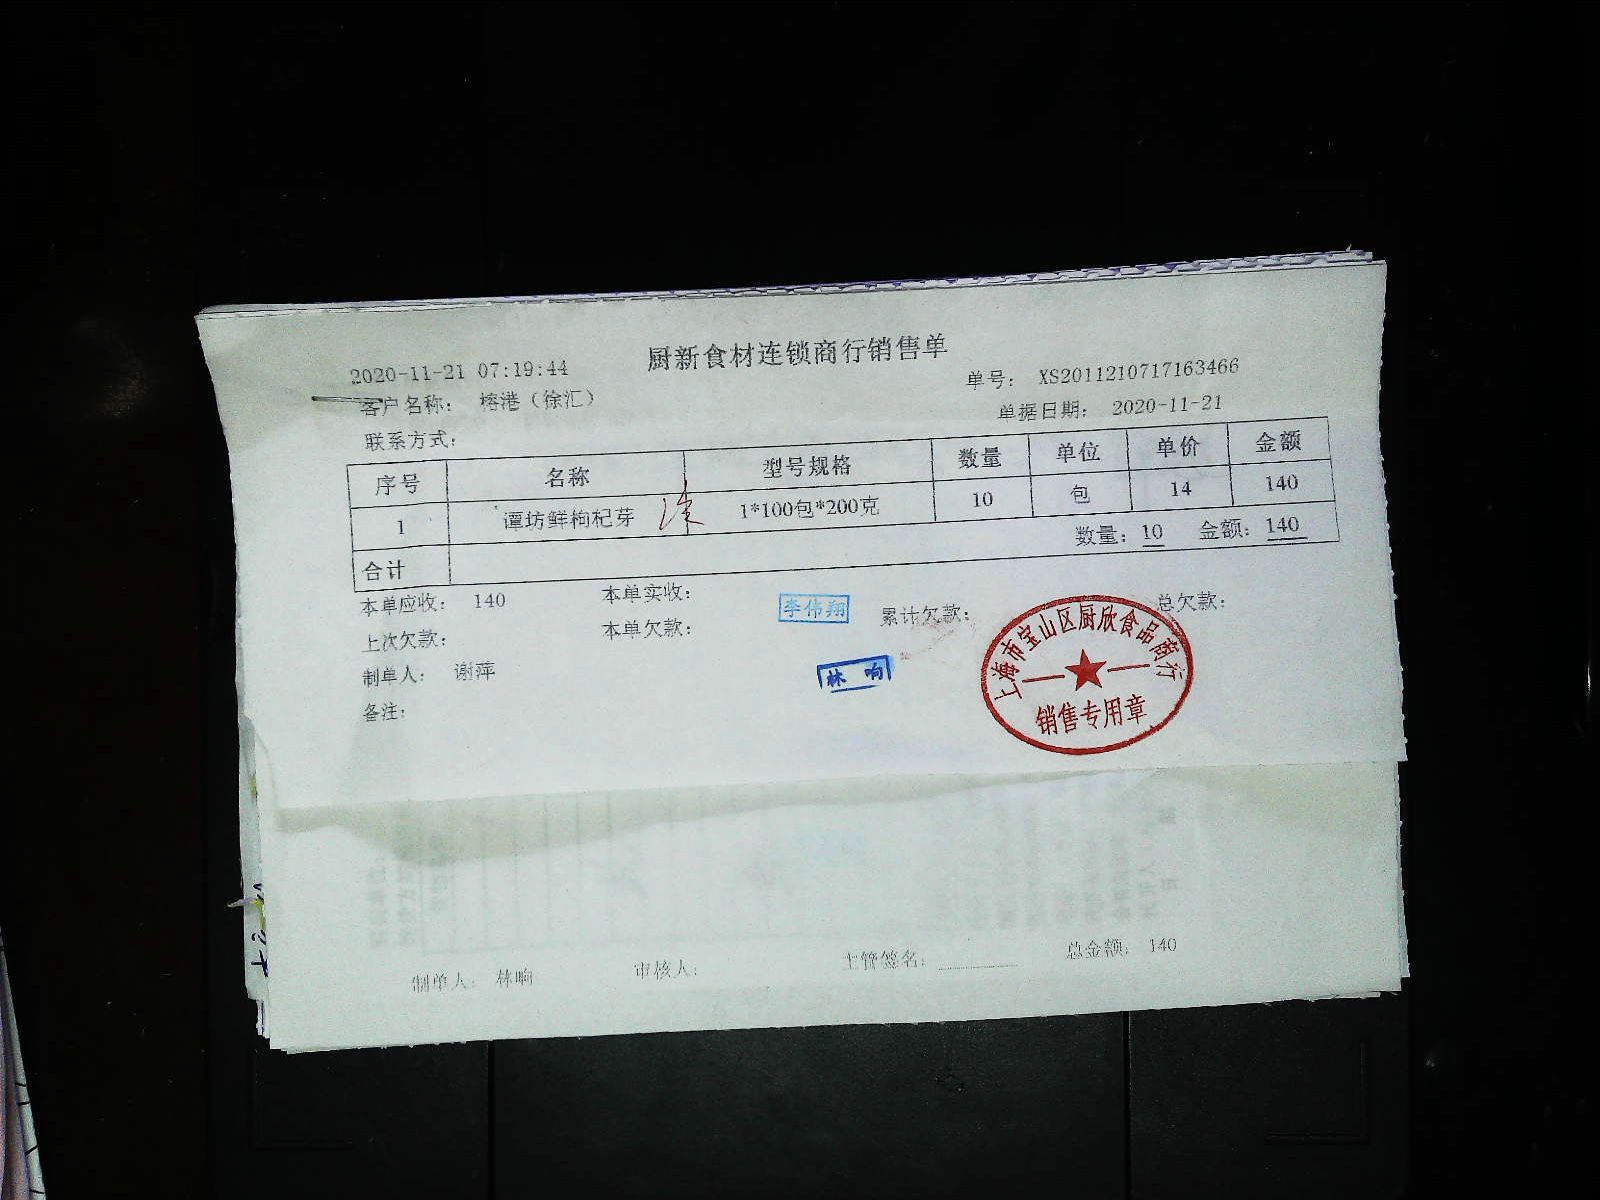 厨新食材连锁商行销售单
2020-11-21 07:19:44
单号: XS2011210717163466
客户名称: 榕港（徐汇）
单据日期: 2020-11-21
联系方式:
序号 名称 型号规格 数量 单位 单价 金额
1 谭坊鲜枸杞芽 1*100包*200克 10 包 14 140
合计 数量: 10 金额: 140
本单应收: 140 本单实收: 累计欠款: 总欠款:
李伟翔
上次欠款: 本单欠款:
制单人: 谢萍
林响
备注:
上海市宝山区厨欣食品商行
销售专用章
制单人: 林响 审核人: 主管签名: 总金额: 140